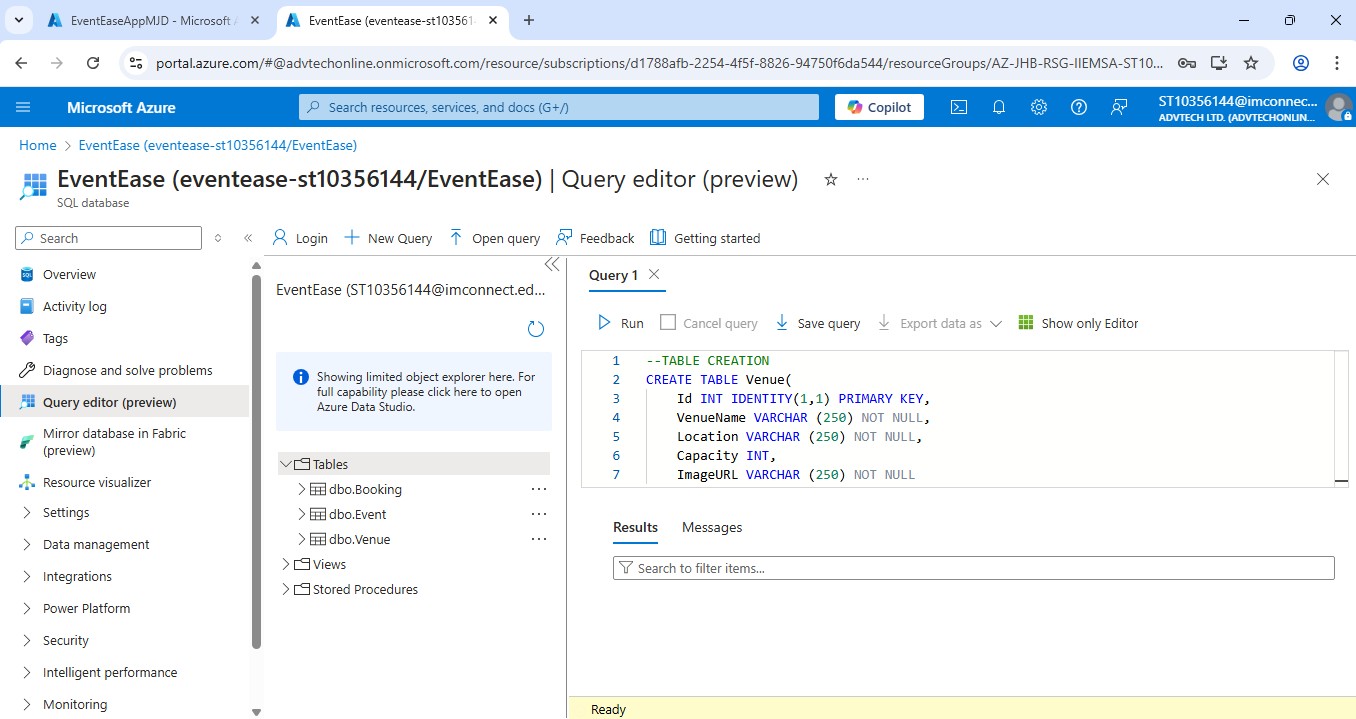 EventEaseAppMJD - Microsoft
EventEase (eventease-st103561
portal.azure.com/#@advtechonline.onmicrosoft.com/resource/subscriptions/d1788afb-2254-4f5f-8826-94750f6da544/resourceGroups/AZ-JHB-RSG-IIEMSA-ST10...
Microsoft Azure
Search resources, services, and docs (G+/)
Copilot
ST10356144@imconnec...
ADVTECH LTD. (ADVTECHONLIN...
Home > EventEase (eventease-st10356144/EventEase)
EventEase (eventease-st10356144/EventEase) | Query editor (preview)
SQL database
Search
Login
New Query
Open query
Feedback
Getting started
Overview
Activity log
Tags
Diagnose and solve problems
Query editor (preview)
Mirror database in Fabric
(preview)
Resource visualizer
Settings
Data management
Integrations
Power Platform
Security
Intelligent performance
Monitoring
EventEase (ST10356144@imconnect.ed...
Showing limited object explorer here. For
full capability please click here to open
Azure Data Studio.
Tables
dbo.Booking
dbo.Event
dbo.Venue
Views
Stored Procedures
Query 1
Run
Cancel query
Save query
Export data as
Show only Editor
1 --TABLE CREATION
2 CREATE TABLE Venue(
3 Id INT IDENTITY(1,1) PRIMARY KEY,
4 VenueName VARCHAR (250) NOT NULL,
5 Location VARCHAR (250) NOT NULL,
6 Capacity INT,
7 ImageURL VARCHAR (250) NOT NULL
Results
Messages
Search to filter items...
Ready